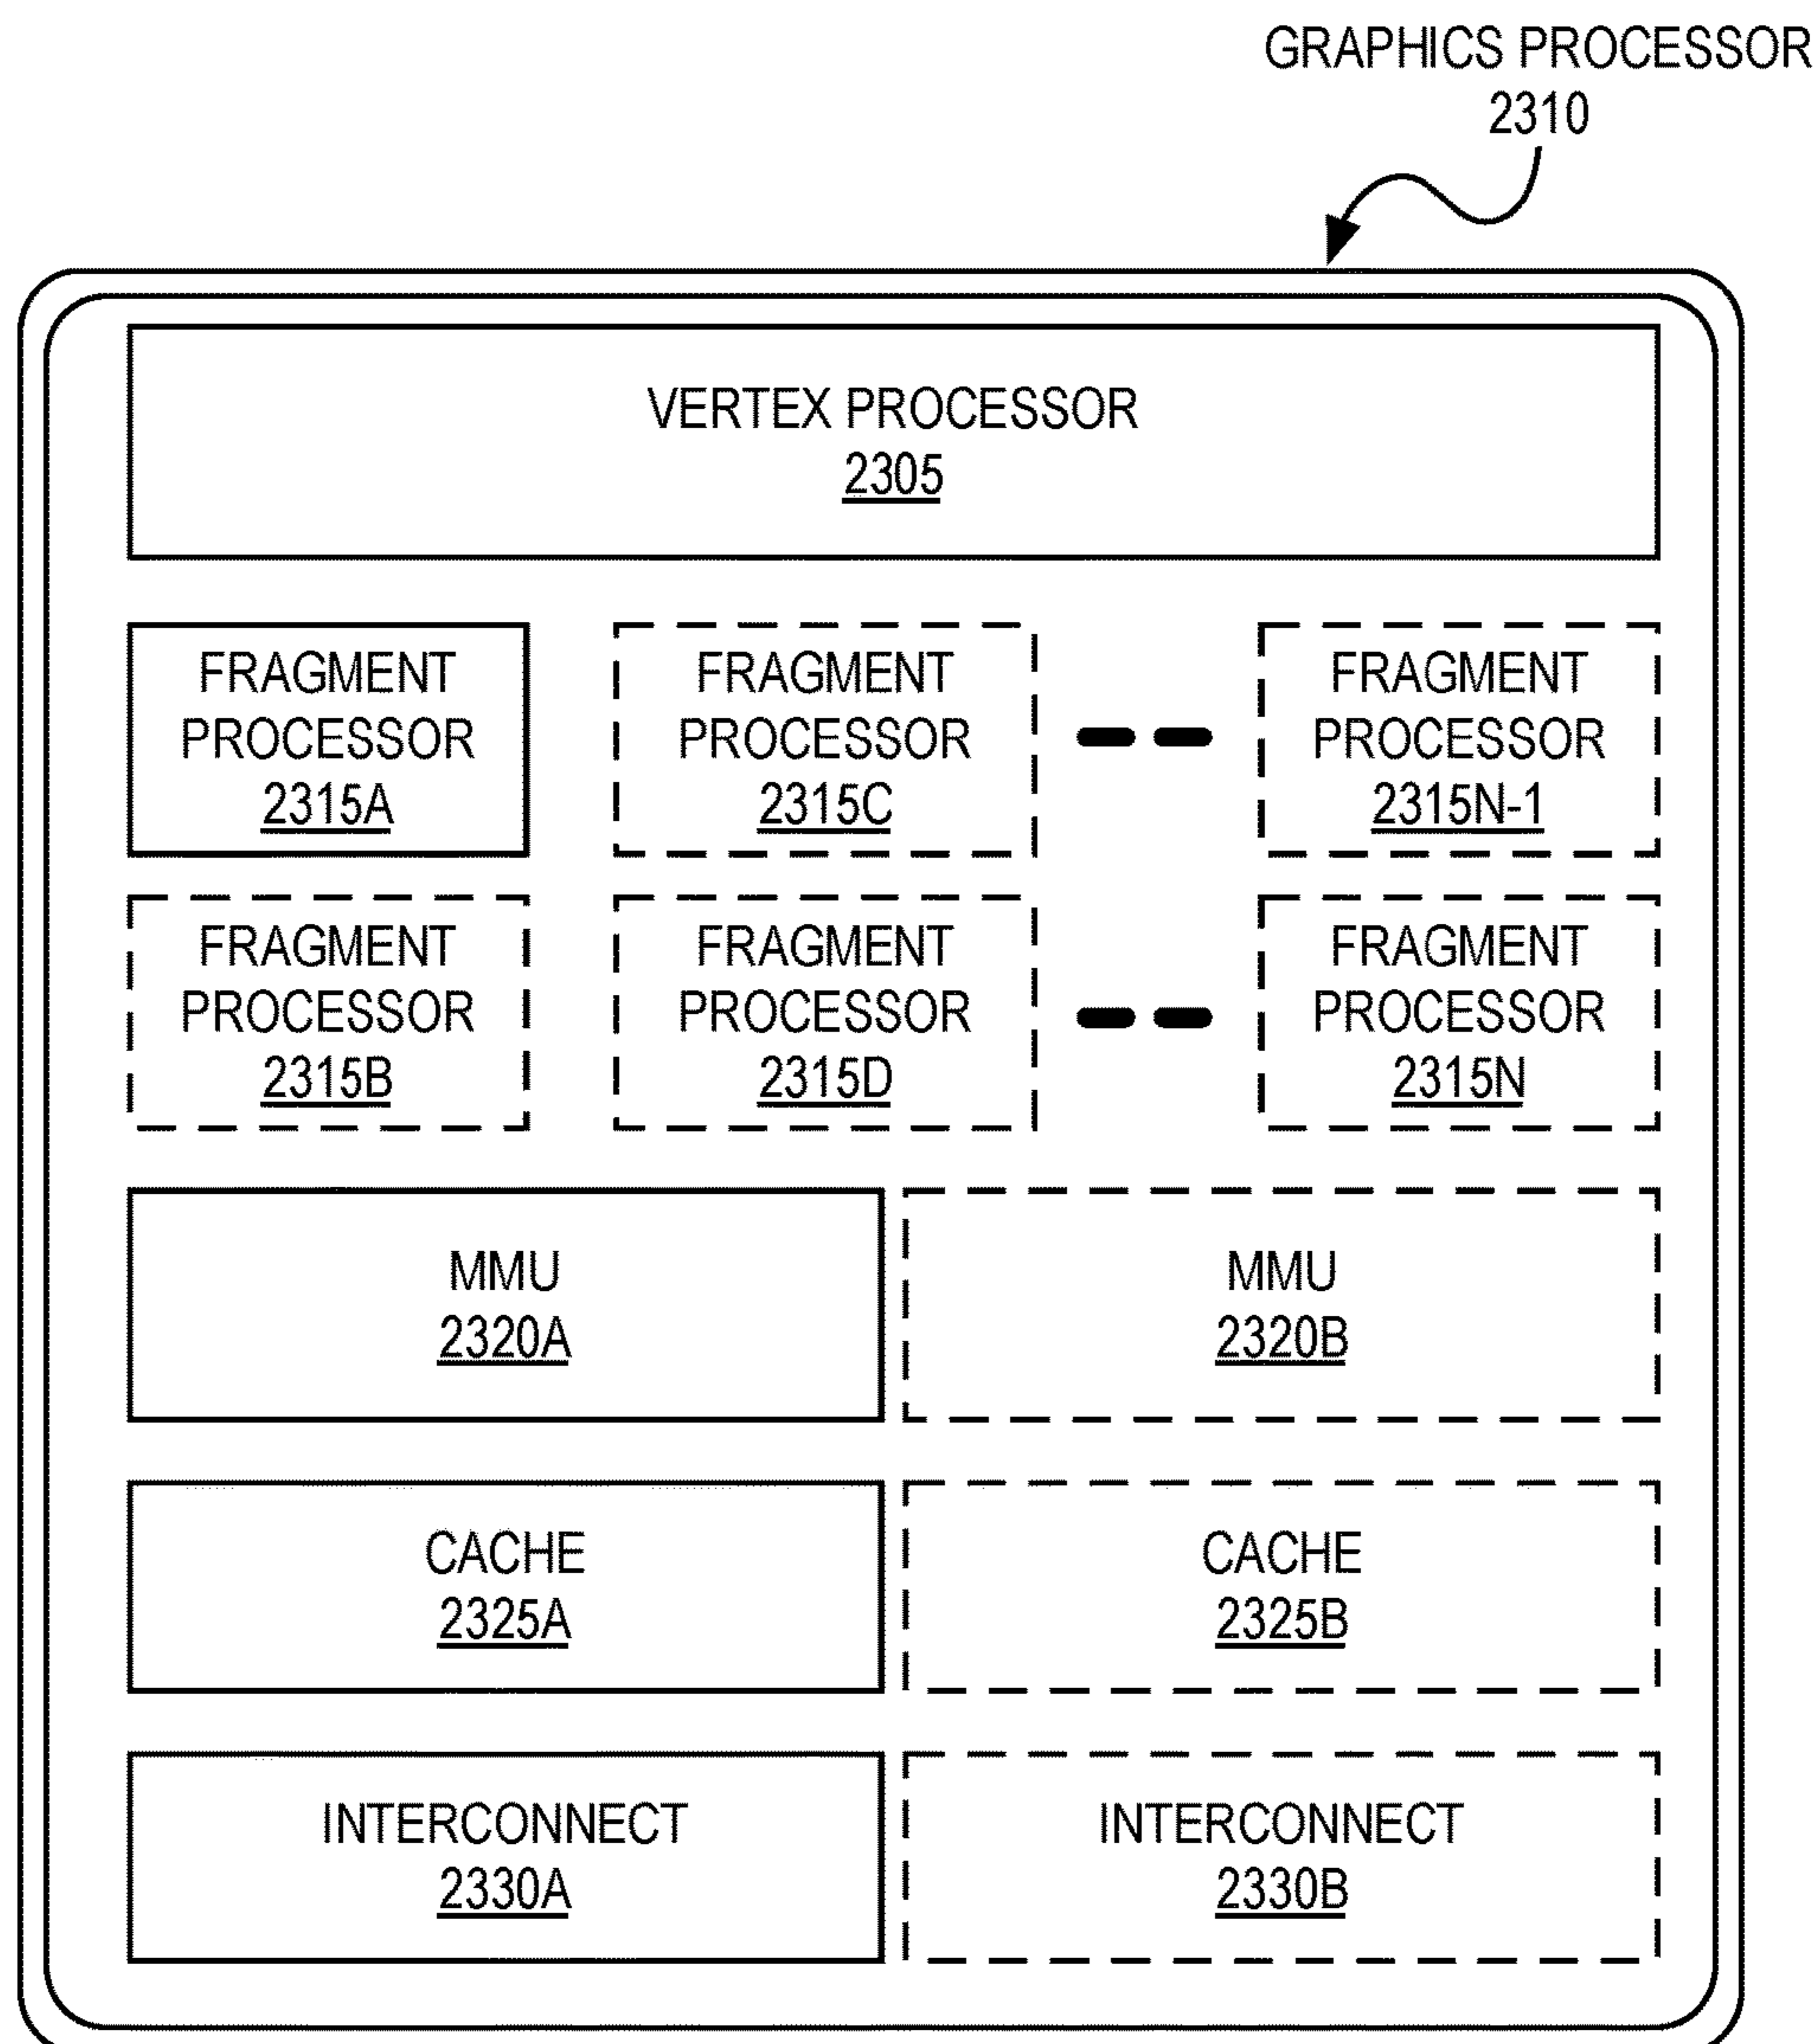 GRAPHICS PROCESSOR
2310
VERTEX PROCESSOR
2305
FRAGMENT
PROCESSOR
2315A
FRAGMENT
PROCESSOR
2315C
FRAGMENT
PROCESSOR
2315N-1
FRAGMENT
PROCESSOR
2315B
FRAGMENT
PROCESSOR
2315D
FRAGMENT
PROCESSOR
2315N
MMU
2320A
MMU
2320B
CACHE
2325A
CACHE
2325B
INTERCONNECT
2330A
INTERCONNECT
2330B